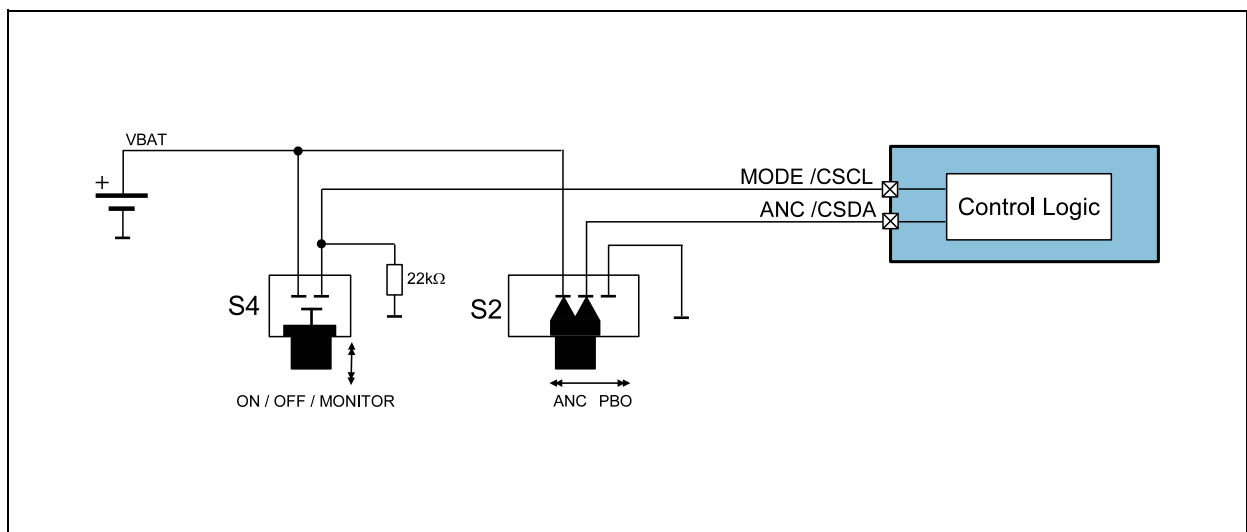 VBAT
+
MODE /CSCL
ANC /CSDA
Control Logic
22kΩ
S4
S2
ON / OFF / MONITOR
ANC PBO